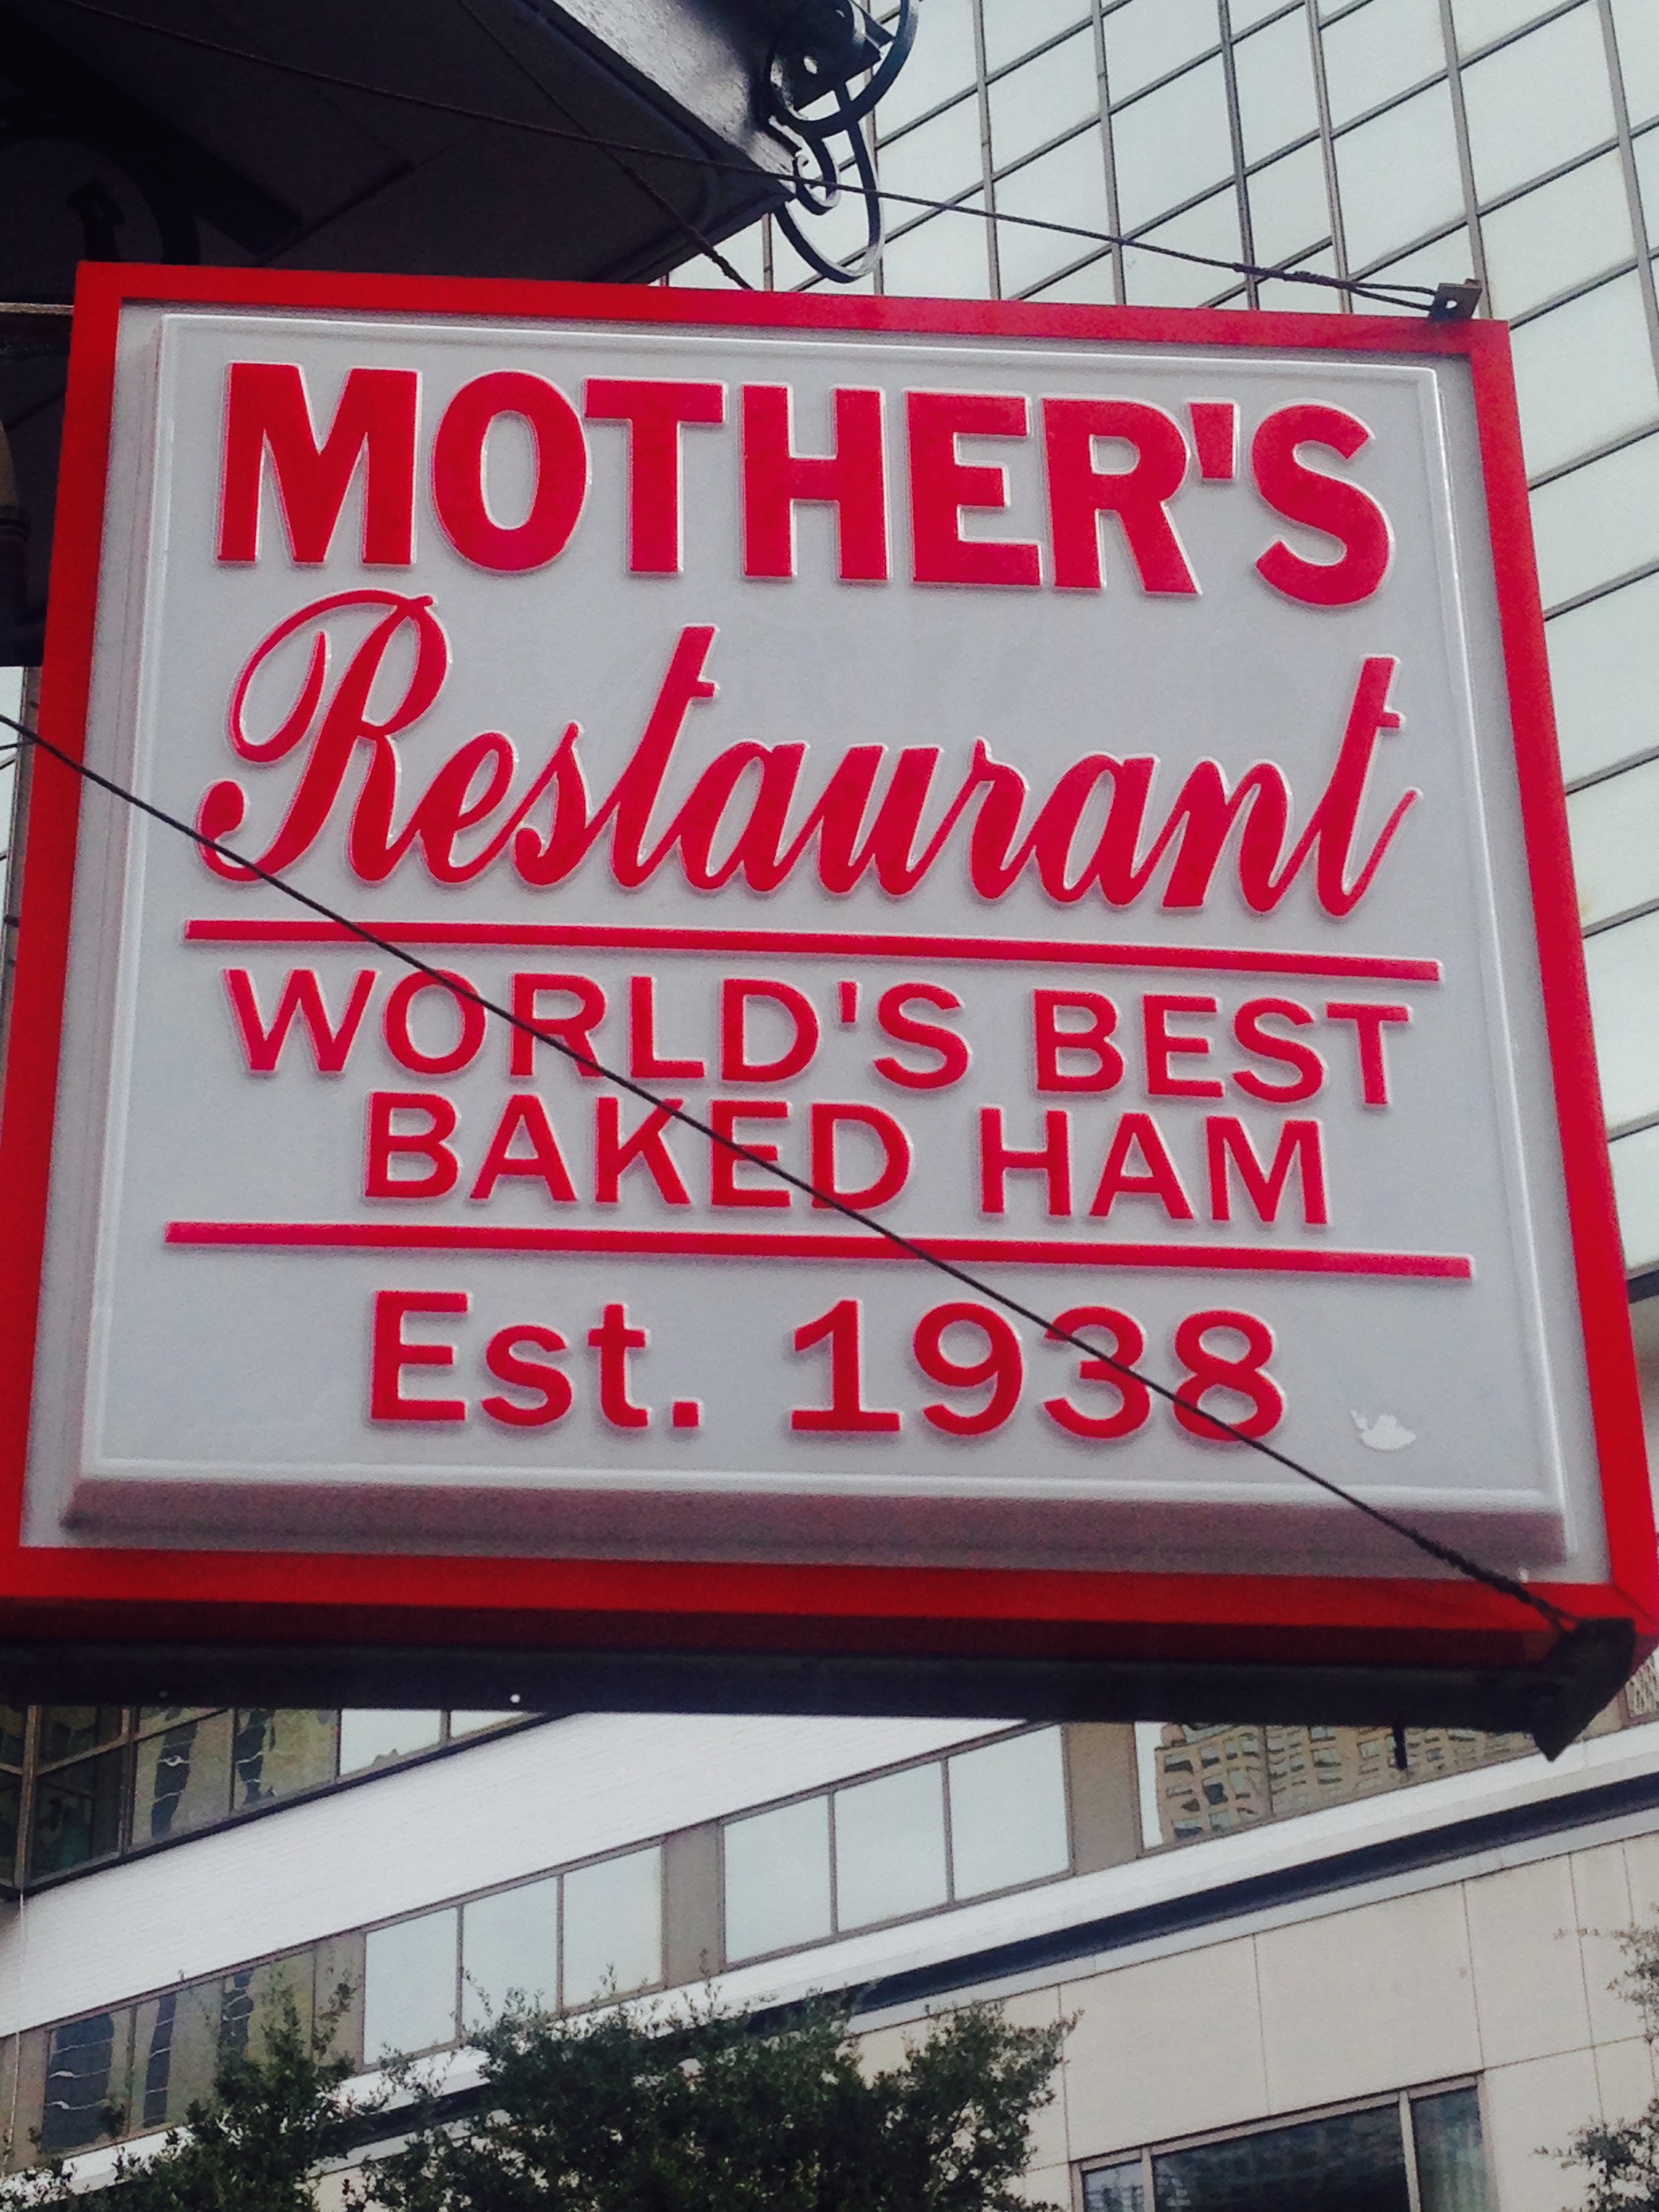 MOTHER'S
Restaurant
WORLD'S BEST
BAKED HAM
Est. 1938